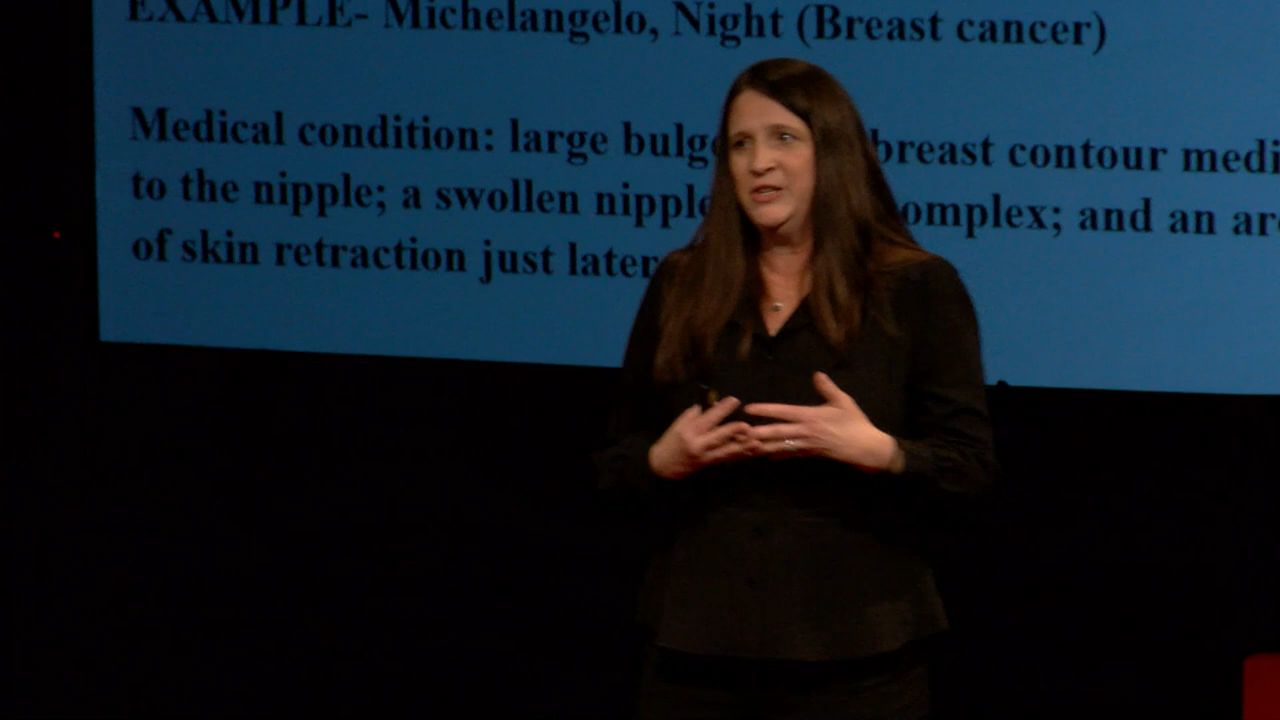 EXAMPLE- Michelangelo, Night (Breast cancer)
Medical condition: large bulg breast contour medi
to the nipple; a swollen nipple omplex; and an ar
of skin retraction just later